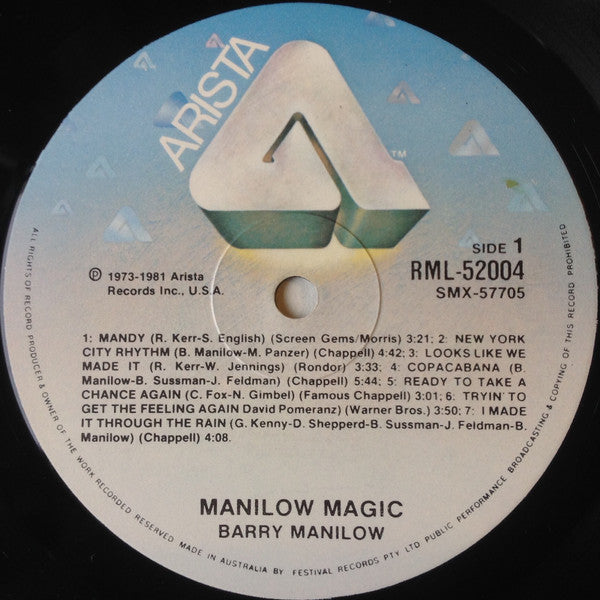 ARISTA
TM
SIDE 1
RML-52004
SMX-57705
Ⓟ 1973-1981 Arista
Records Inc., U.S.A.
1: MANDY (R. Kerr-S. English) (Screen Gems/Morris) 3:21; 2: NEW YORK
CITY RHYTHM (B. Manilow-M. Panzer) (Chappell) 4:42; 3: LOOKS LIKE WE
MADE IT (R. Kerr-W. Jennings) (Rondor) 3:33; 4: COPACABANA (B.
Manilow-B. Sussman-J. Feldman) (Chappell) 5:44; 5: READY TO TAKE A
CHANCE AGAIN (C. Fox-N. Gimbel) (Famous Chappell) 3:01; 6: TRYIN' TO
GET THE FEELING AGAIN David Pomeranz) (Warner Bros.) 3:50; 7: I MADE
IT THROUGH THE RAIN (G. Kenny-D. Shepperd-B. Sussman-J. Feldman-B.
Manilow) (Chappell) 4:08.
MANILOW MAGIC
BARRY MANILOW
ALL RIGHTS OF RECORD PRODUCER & OWNER OF THE WORK RECORDED RESERVED MADE IN AUSTRALIA BY FESTIVAL RECORDS PTY LTD PUBLIC PERFORMANCE BROADCASTING & COPYING OF THIS RECORD PROHIBITED